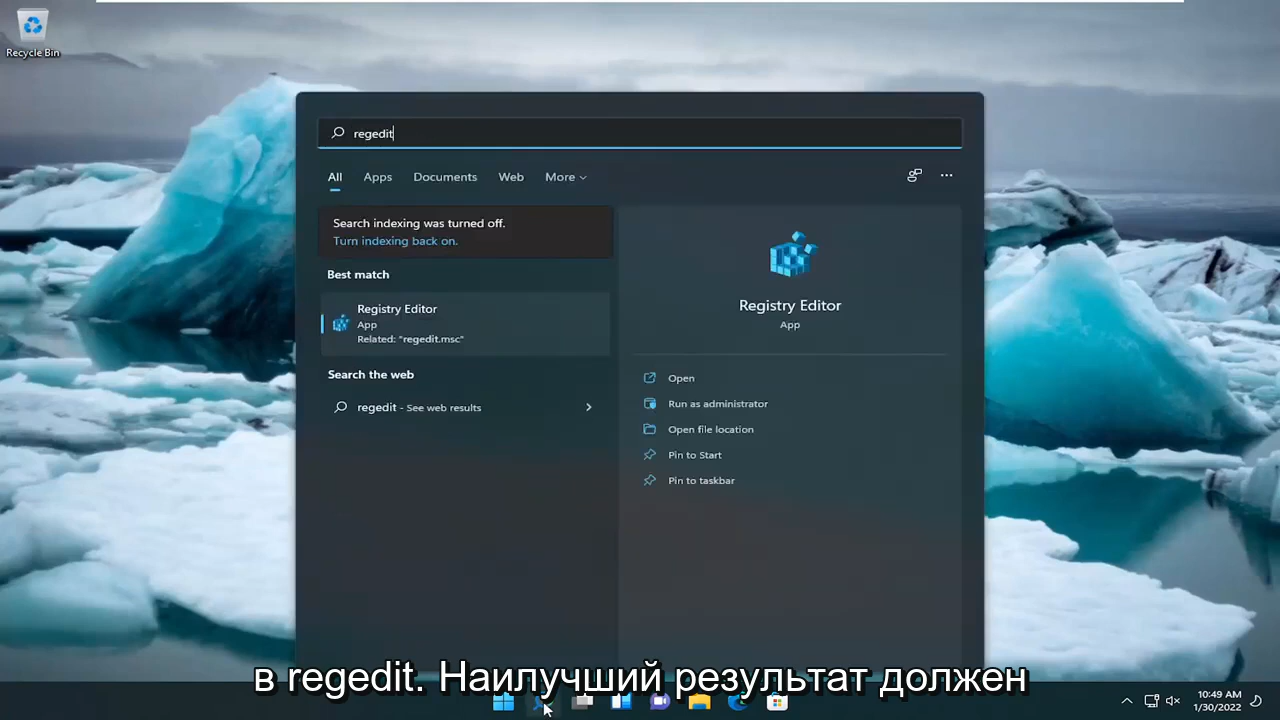 Recycle Bin
regedit
All Apps Documents Web More
Search indexing was turned off.
Turn indexing back on.
Best match
Registry Editor
App
Related: "regedit.msc"
Search the web
regedit - See web results
Registry Editor
App
Open
Run as administrator
Open file location
Pin to Start
Pin to taskbar
в regedit. Наилучший результат должен
10:49 AM
1/30/2022